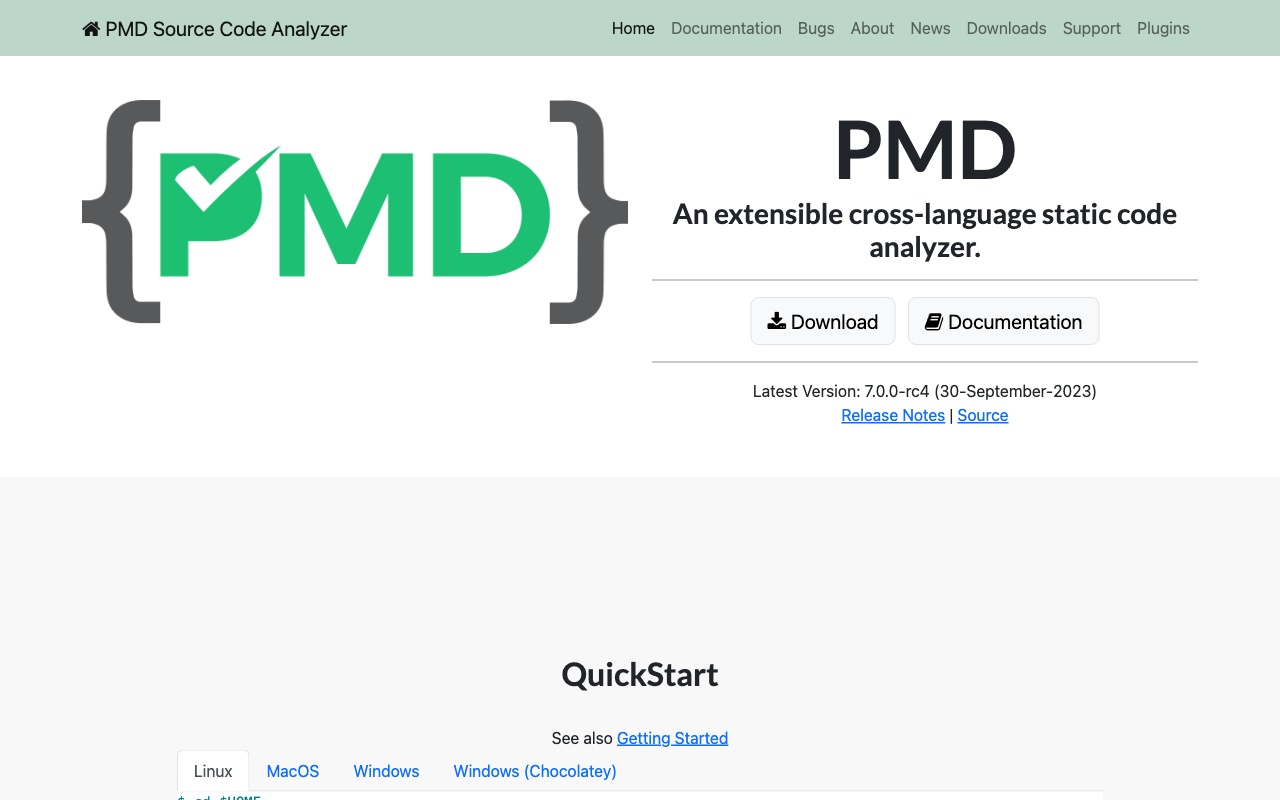 PMD Source Code Analyzer
Home Documentation Bugs About News Downloads Support Plugins
{PMD}
PMD
An extensible cross-language static code
analyzer.
Download Documentation
Latest Version: 7.0.0-rc4 (30-September-2023)
Release Notes | Source
QuickStart
See also Getting Started
Linux MacOS Windows Windows (Chocolatey)
$ cd $HOME